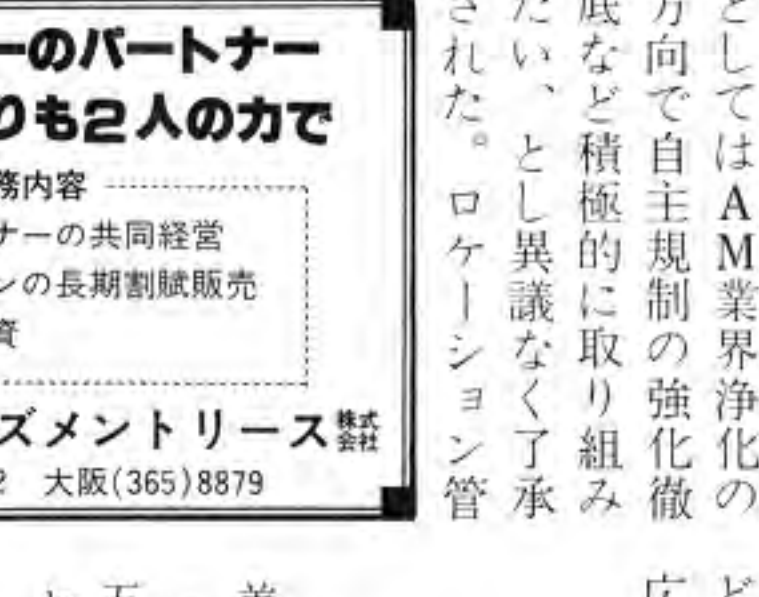 としてはAM業界浄化の
方向で自主規制の強化徹
底など積極的に取り組み
たい、とし異議なく了承
された。ロケーション管
ーのパートナー
りも2人の力で
務内容
ナーの共同経営
ンの長期割賦販売
資
ズメントリース株式会社
2 大阪(365)8879
ど
広